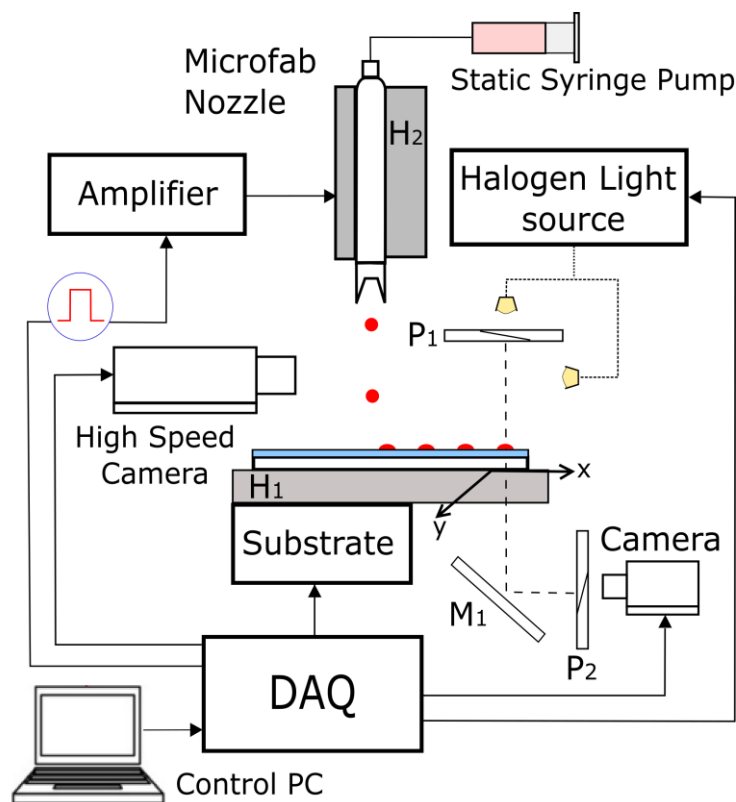 Microfab
Nozzle
Static Syringe Pump
H2
Amplifier
Halogen Light
source
P1
High Speed
Camera
H1
x
y
Substrate
Camera
M1
P2
DAQ
Control PC